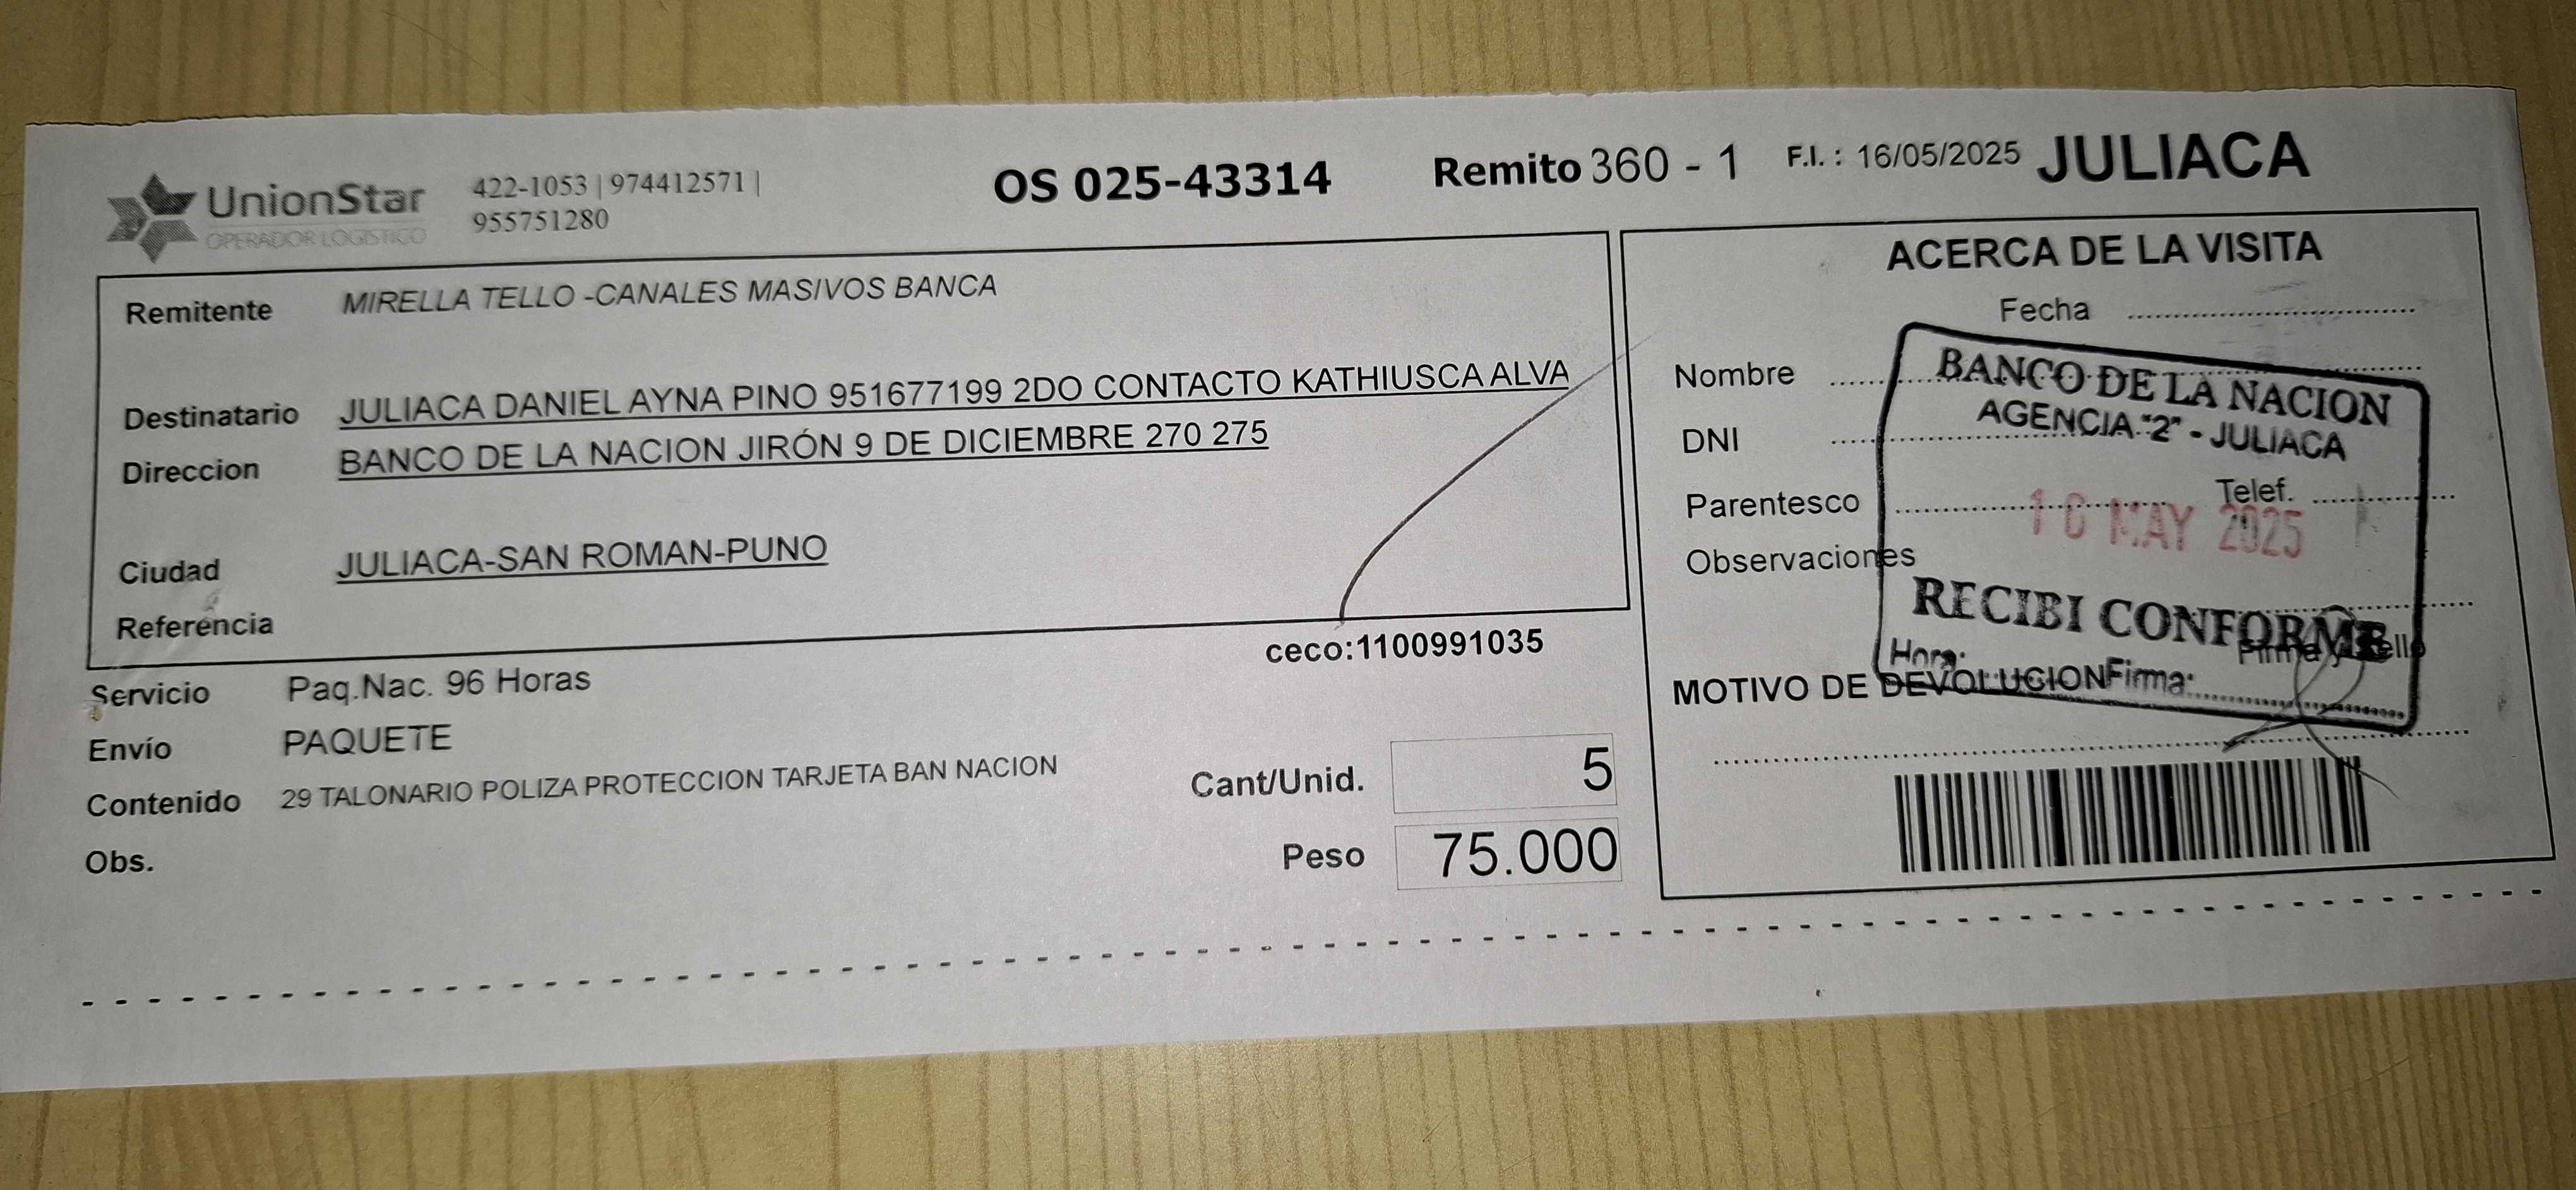 UnionStar
OPERADOR LOGISTICO
422-1053 | 974412571 |
955751280
OS 025-43314
Remito 360 - 1
F.I. : 16/05/2025
JULIACA
Remitente MIRELLA TELLO -CANALES MASIVOS BANCA
Destinatario JULIACA DANIEL AYNA PINO 951677199 2DO CONTACTO KATHIUSCA ALVA
Direccion BANCO DE LA NACION JIRÓN 9 DE DICIEMBRE 270 275
Ciudad JULIACA-SAN ROMAN-PUNO
Referencia
ceco:1100991035
Servicio Paq.Nac. 96 Horas
Envío PAQUETE
Contenido 29 TALONARIO POLIZA PROTECCION TARJETA BAN NACION
Obs.
Cant/Unid. 5
Peso 75.000
ACERCA DE LA VISITA
Fecha
Nombre
DNI
Parentesco
Telef.
Observaciones
Firma y Sello
MOTIVO DE DEVOLUCION
BANCO DE LA NACION
AGENCIA "2" - JULIACA
MAY 2025
RECIBI CONFORME
Hora:
Firma: